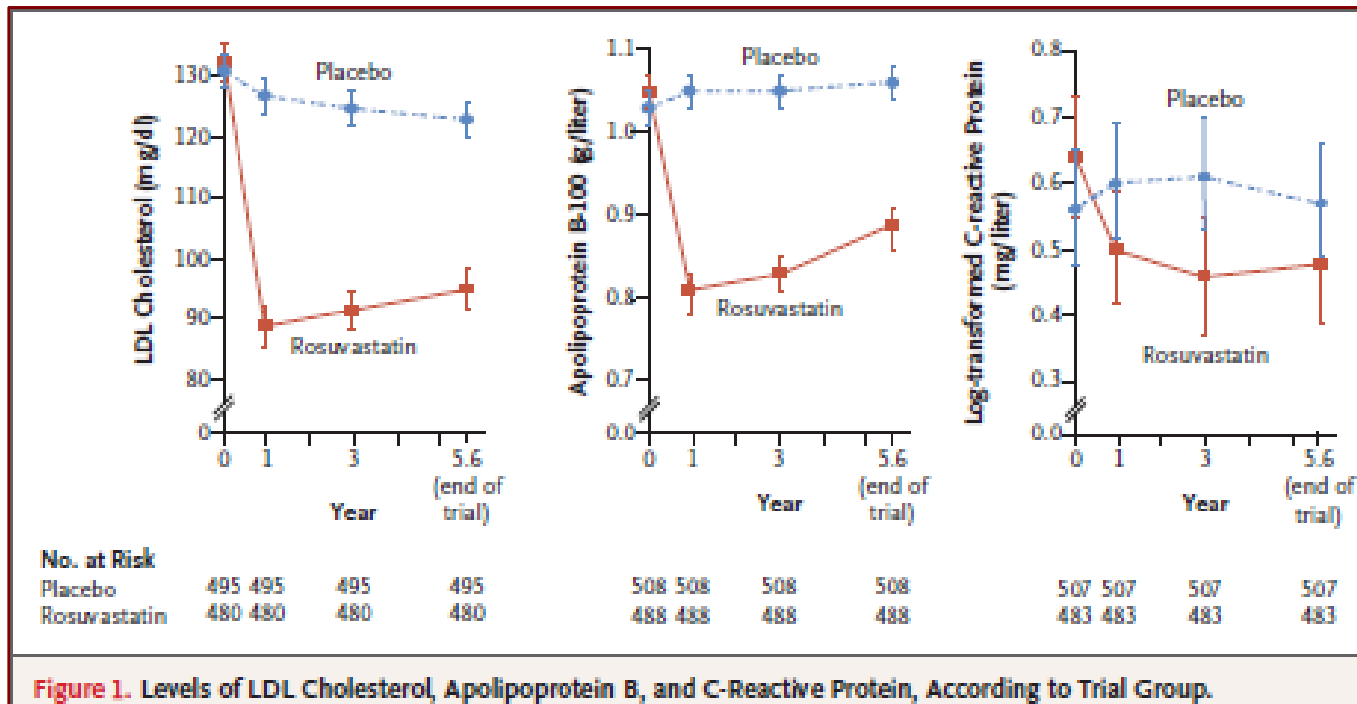 LDL Cholesterol (mg/dl)
130
120
110
100
90
80
0
Placebo
Rosuvastatin
0 1 3 5.6
(end of
trial)
Year
Apolipoprotein B-100 (g/liter)
1.1
1.0
0.9
0.8
0.7
0.0
Placebo
Rosuvastatin
0 1 3 5.6
(end of
trial)
Year
Log-transformed C-reactive Protein
(mg/liter)
0.8
0.7
0.6
0.5
0.4
0.3
0.0
Placebo
Rosuvastatin
0 1 3 5.6
(end of
trial)
Year
No. at Risk
Placebo 495 495 495 495 508 508 508 508 507 507 507 507
Rosuvastatin 480 480 480 480 488 488 488 488 483 483 483 483
Figure 1. Levels of LDL Cholesterol, Apolipoprotein B, and C-Reactive Protein, According to Trial Group.